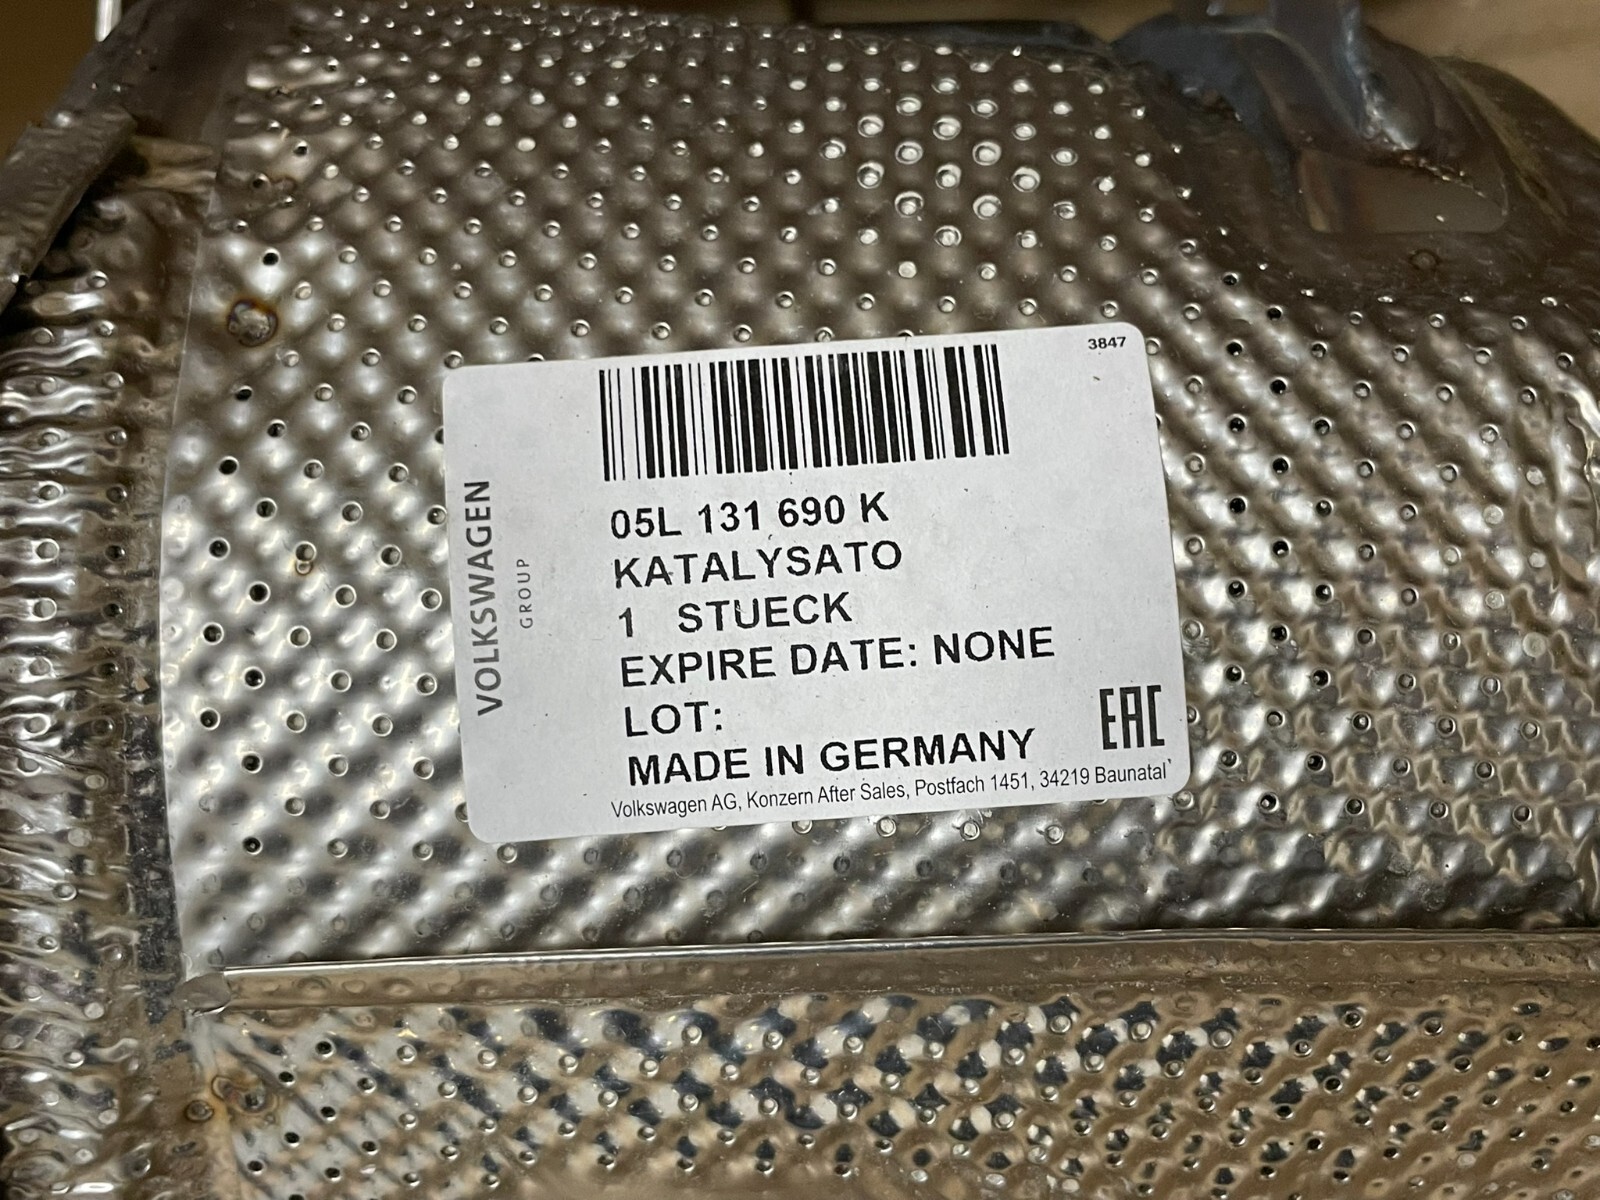 3847
VOLKSWAGEN
GROUP
05L 131 690 K
KATALYSATO
1 STUECK
EXPIRE DATE: NONE
LOT:
MADE IN GERMANY
EAC
Volkswagen AG, Konzern After Sales, Postfach 1451, 34219 Baunatal